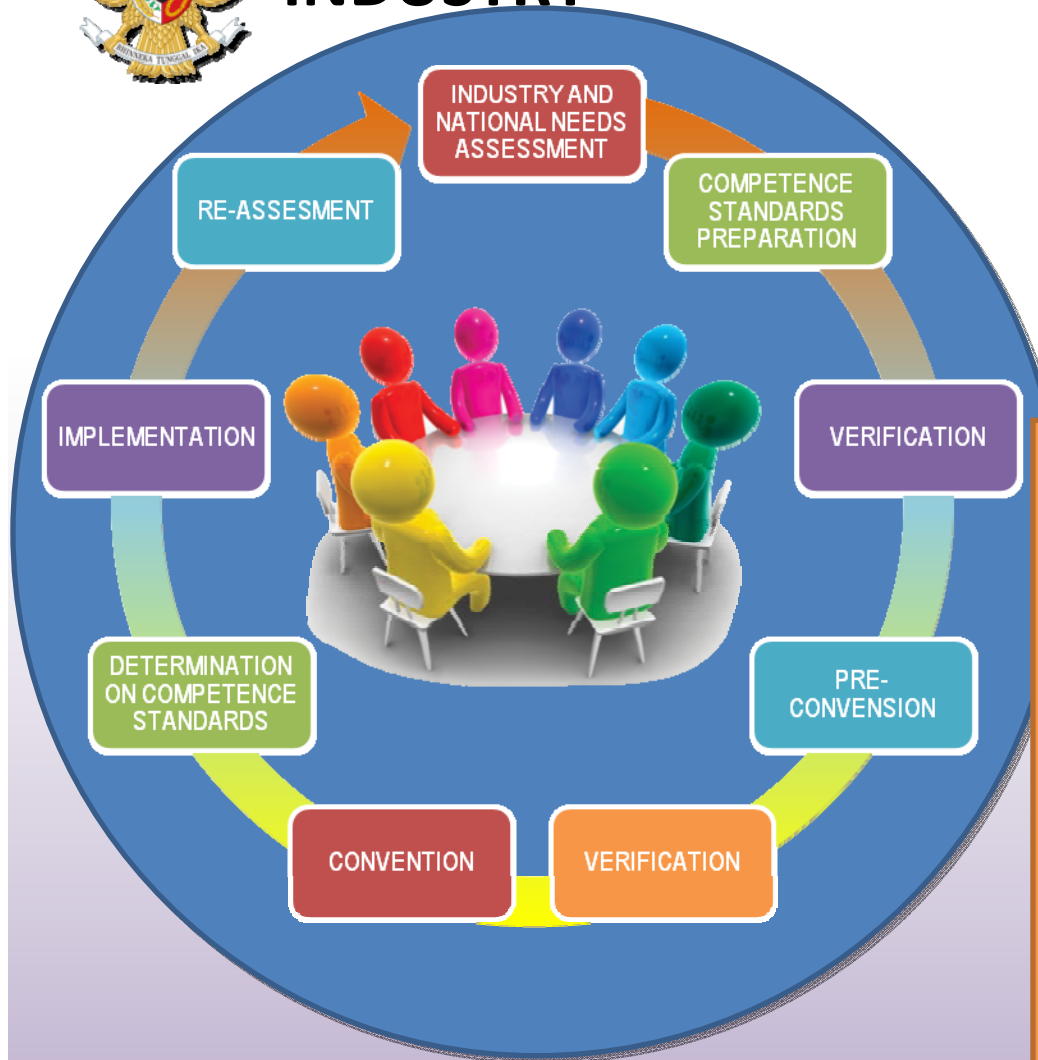 INDUSTRY
BHINNEKA TUNGGAL IKA
INDUSTRY AND
NATIONAL NEEDS
ASSESSMENT
COMPETENCE
STANDARDS
PREPARATION
VERIFICATION
PRE-
CONVENSION
VERIFICATION
CONVENTION
DETERMINATION
ON COMPETENCE
STANDARDS
IMPLEMENTATION
RE-ASSESMENT